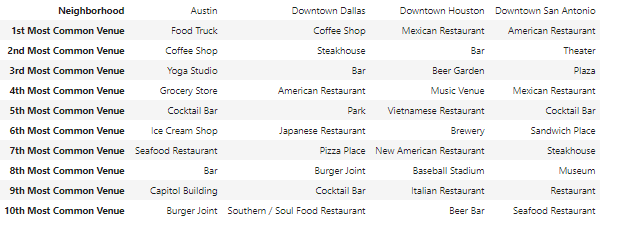 Neighborhood Austin Downtown Dallas Downtown Houston Downtown San Antonio
1st Most Common Venue Food Truck Coffee Shop Mexican Restaurant American Restaurant
2nd Most Common Venue Coffee Shop Steakhouse Bar Theater
3rd Most Common Venue Yoga Studio Bar Beer Garden Plaza
4th Most Common Venue Grocery Store American Restaurant Music Venue Mexican Restaurant
5th Most Common Venue Cocktail Bar Park Vietnamese Restaurant Cocktail Bar
6th Most Common Venue Ice Cream Shop Japanese Restaurant Brewery Sandwich Place
7th Most Common Venue Seafood Restaurant Pizza Place New American Restaurant Steakhouse
8th Most Common Venue Bar Burger Joint Baseball Stadium Museum
9th Most Common Venue Capitol Building Cocktail Bar Italian Restaurant Restaurant
10th Most Common Venue Burger Joint Southern / Soul Food Restaurant Beer Bar Seafood Restaurant